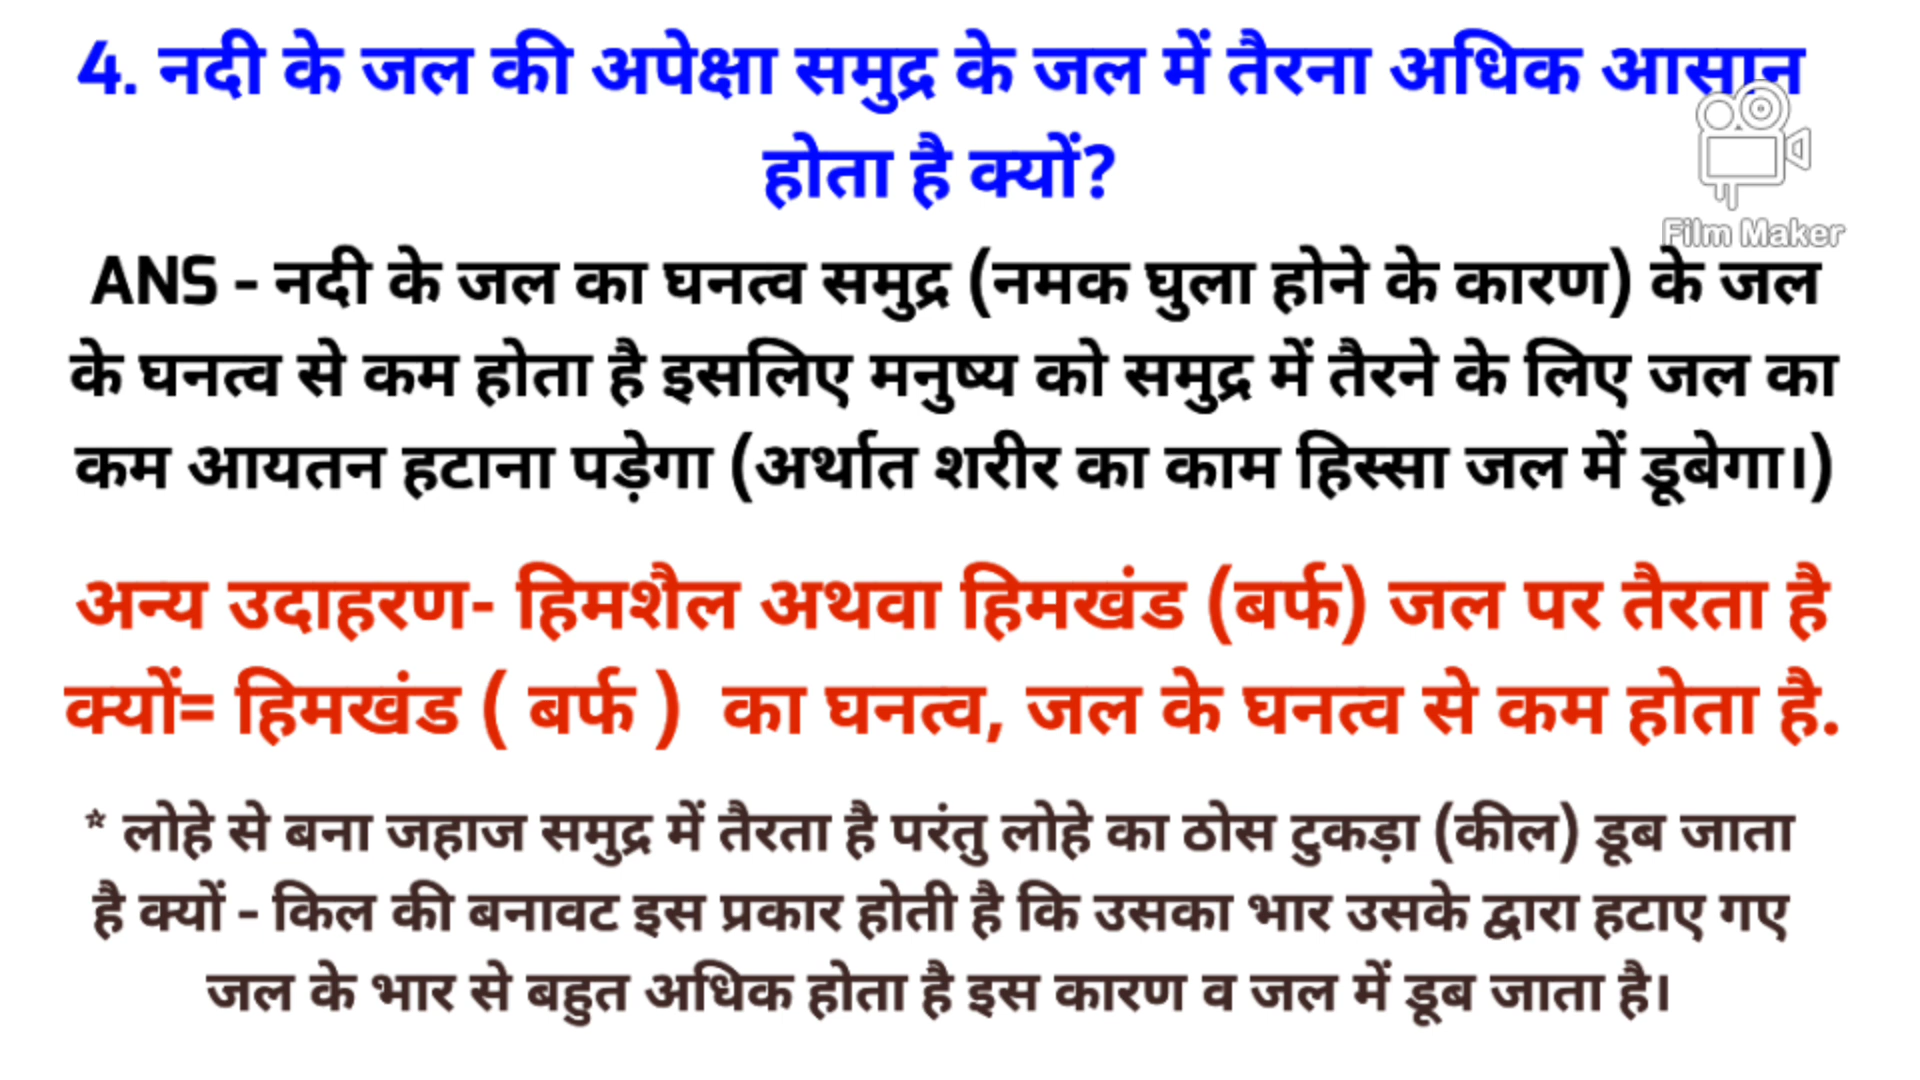 4. नदी के जल की अपेक्षा समुद्र के जल में तैरना अधिक आसान
होता है क्यों?
Film Maker
ANS - नदी के जल का घनत्व समुद्र (नमक घुला होने के कारण) के जल
के घनत्व से कम होता है इसलिए मनुष्य को समुद्र में तैरने के लिए जल का
कम आयतन हटाना पड़ेगा (अर्थात शरीर का काम हिस्सा जल में डूबेगा।)
अन्य उदाहरण- हिमशैल अथवा हिमखंड (बर्फ) जल पर तैरता है
क्यों= हिमखंड ( बर्फ ) का घनत्व, जल के घनत्व से कम होता है.
* लोहे से बना जहाज समुद्र में तैरता है परंतु लोहे का ठोस टुकड़ा (कील) डूब जाता
है क्यों - किल की बनावट इस प्रकार होती है कि उसका भार उसके द्वारा हटाए गए
जल के भार से बहुत अधिक होता है इस कारण व जल में डूब जाता है।